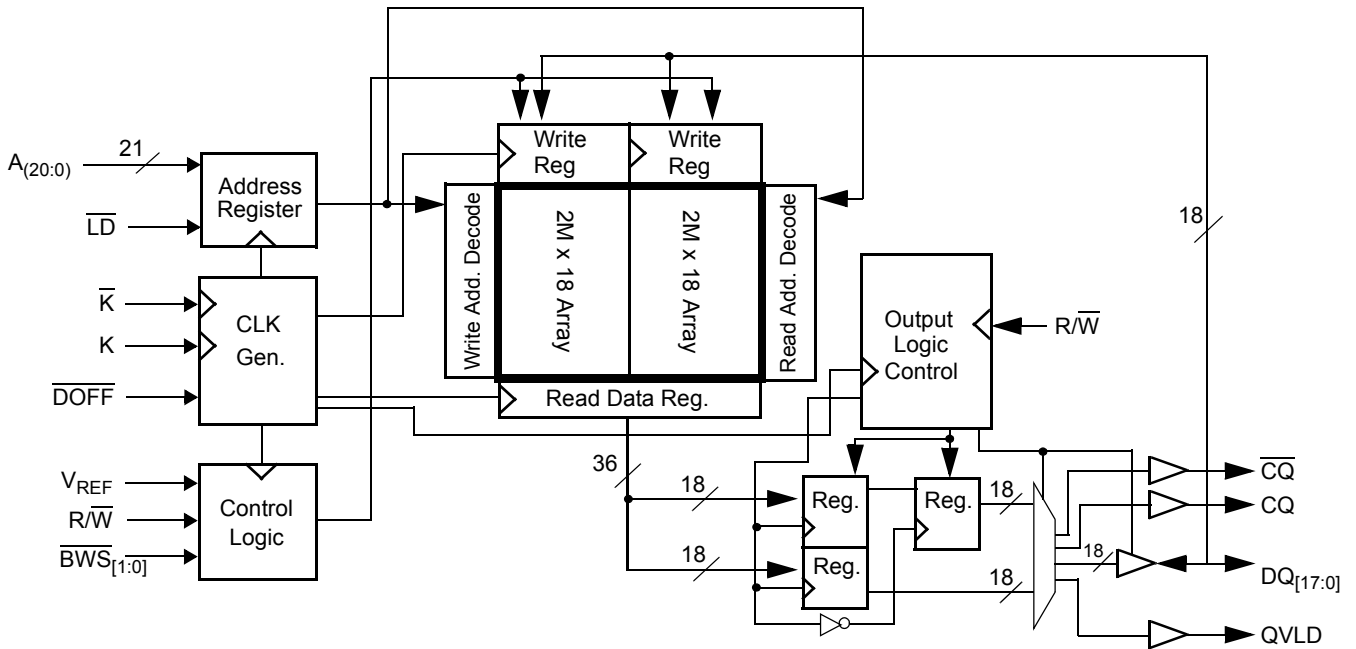 A(20:0)
21
LD
Address
Register
K
K
DOFF
CLK
Gen.
VREF
R/W
BWS[1:0]
Control
Logic
Write
Reg
Write
Reg
Write Add. Decode
2M x 18 Array
2M x 18 Array
Read Add. Decode
Read Data Reg.
36
18
18
Output
Logic
Control
R/W
18
Reg.
Reg.
Reg.
18
18
18
CQ
CQ
DQ[17:0]
QVLD